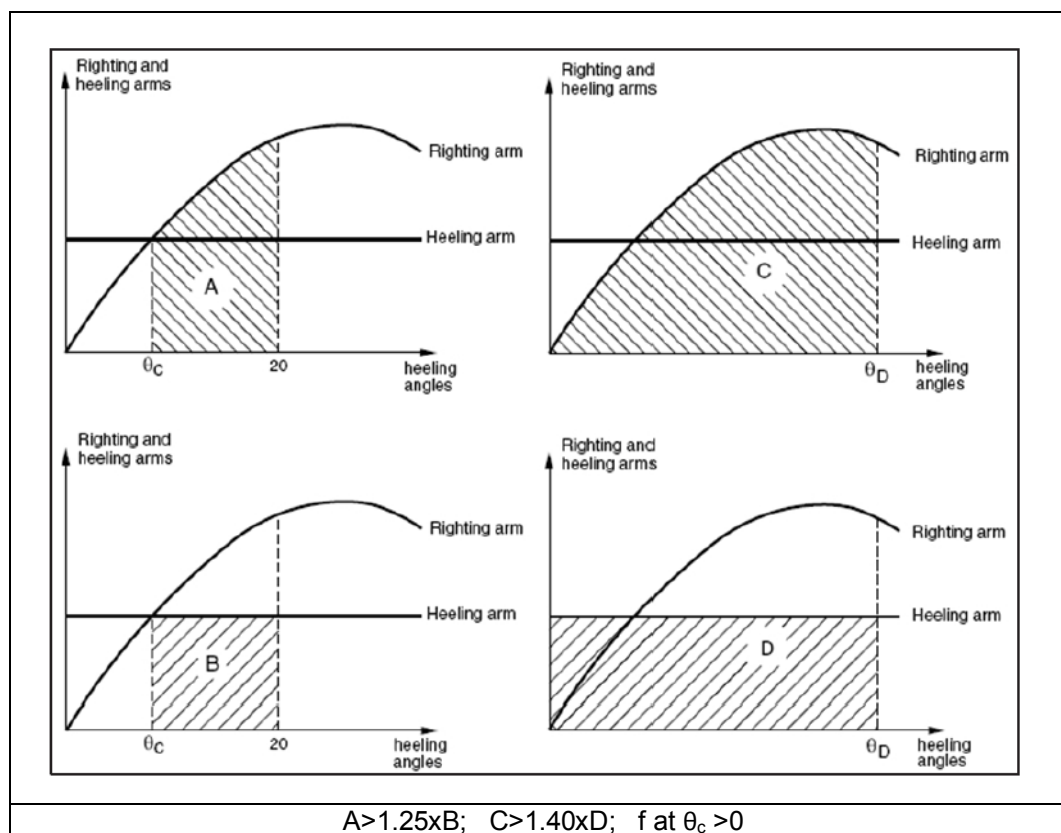 Righting and
heeling arms
Righting arm
Heeling arm
A
θC
20
heeling
angles
Righting and
heeling arms
Righting arm
Heeling arm
C
θD
heeling
angles
Righting and
heeling arms
Righting arm
Heeling arm
B
θC
20
heeling
angles
Righting and
heeling arms
Righting arm
Heeling arm
D
θD
heeling
angles
A>1.25xB; C>1.40xD; f at θc >0